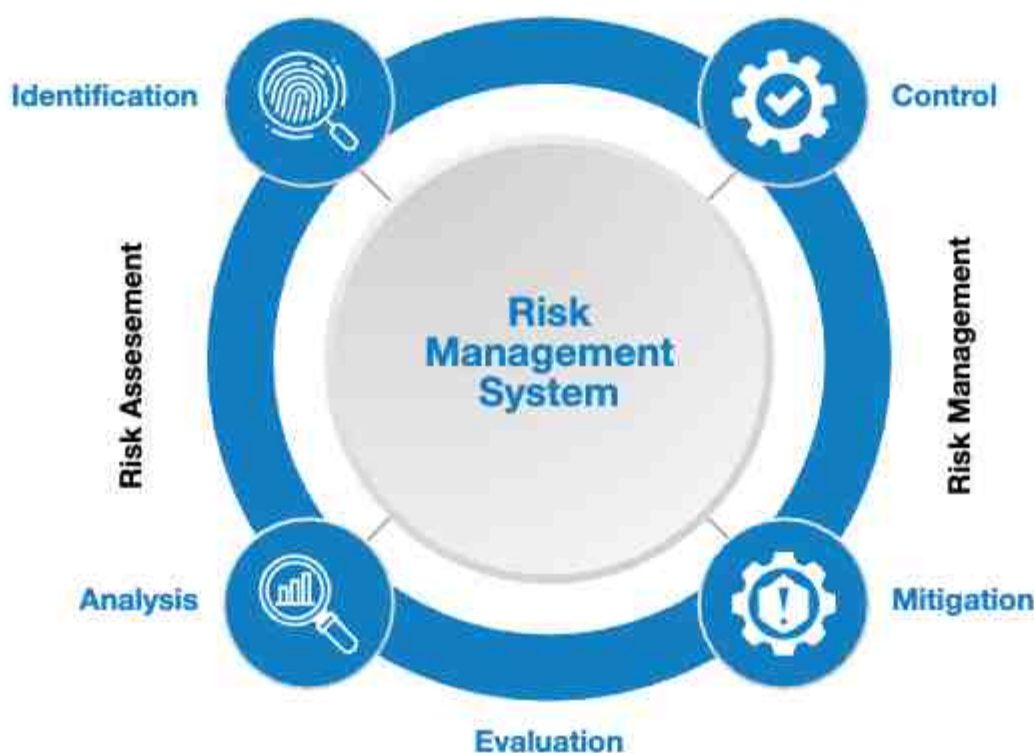 Identification
Control
Risk Assesement
Risk
Management
System
Risk Management
Analysis
Mitigation
Evaluation